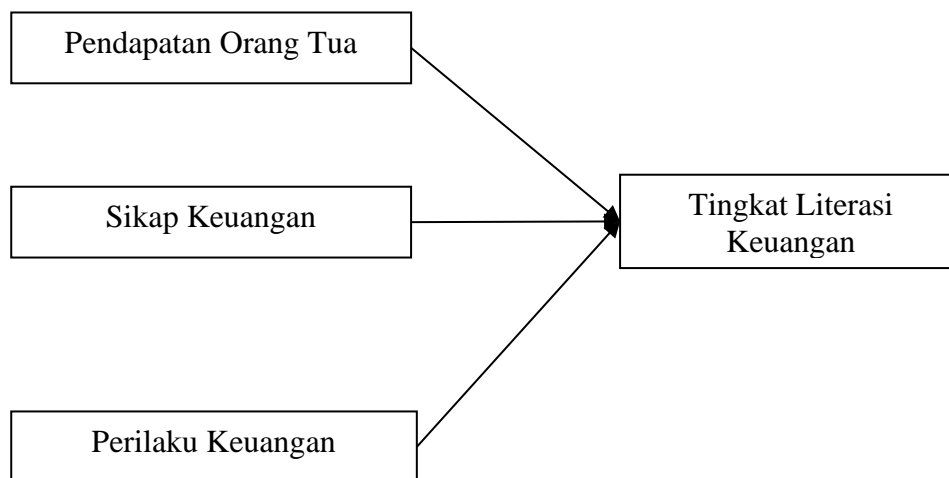 Pendapatan Orang Tua
Sikap Keuangan
Tingkat Literasi
Keuangan
Perilaku Keuangan